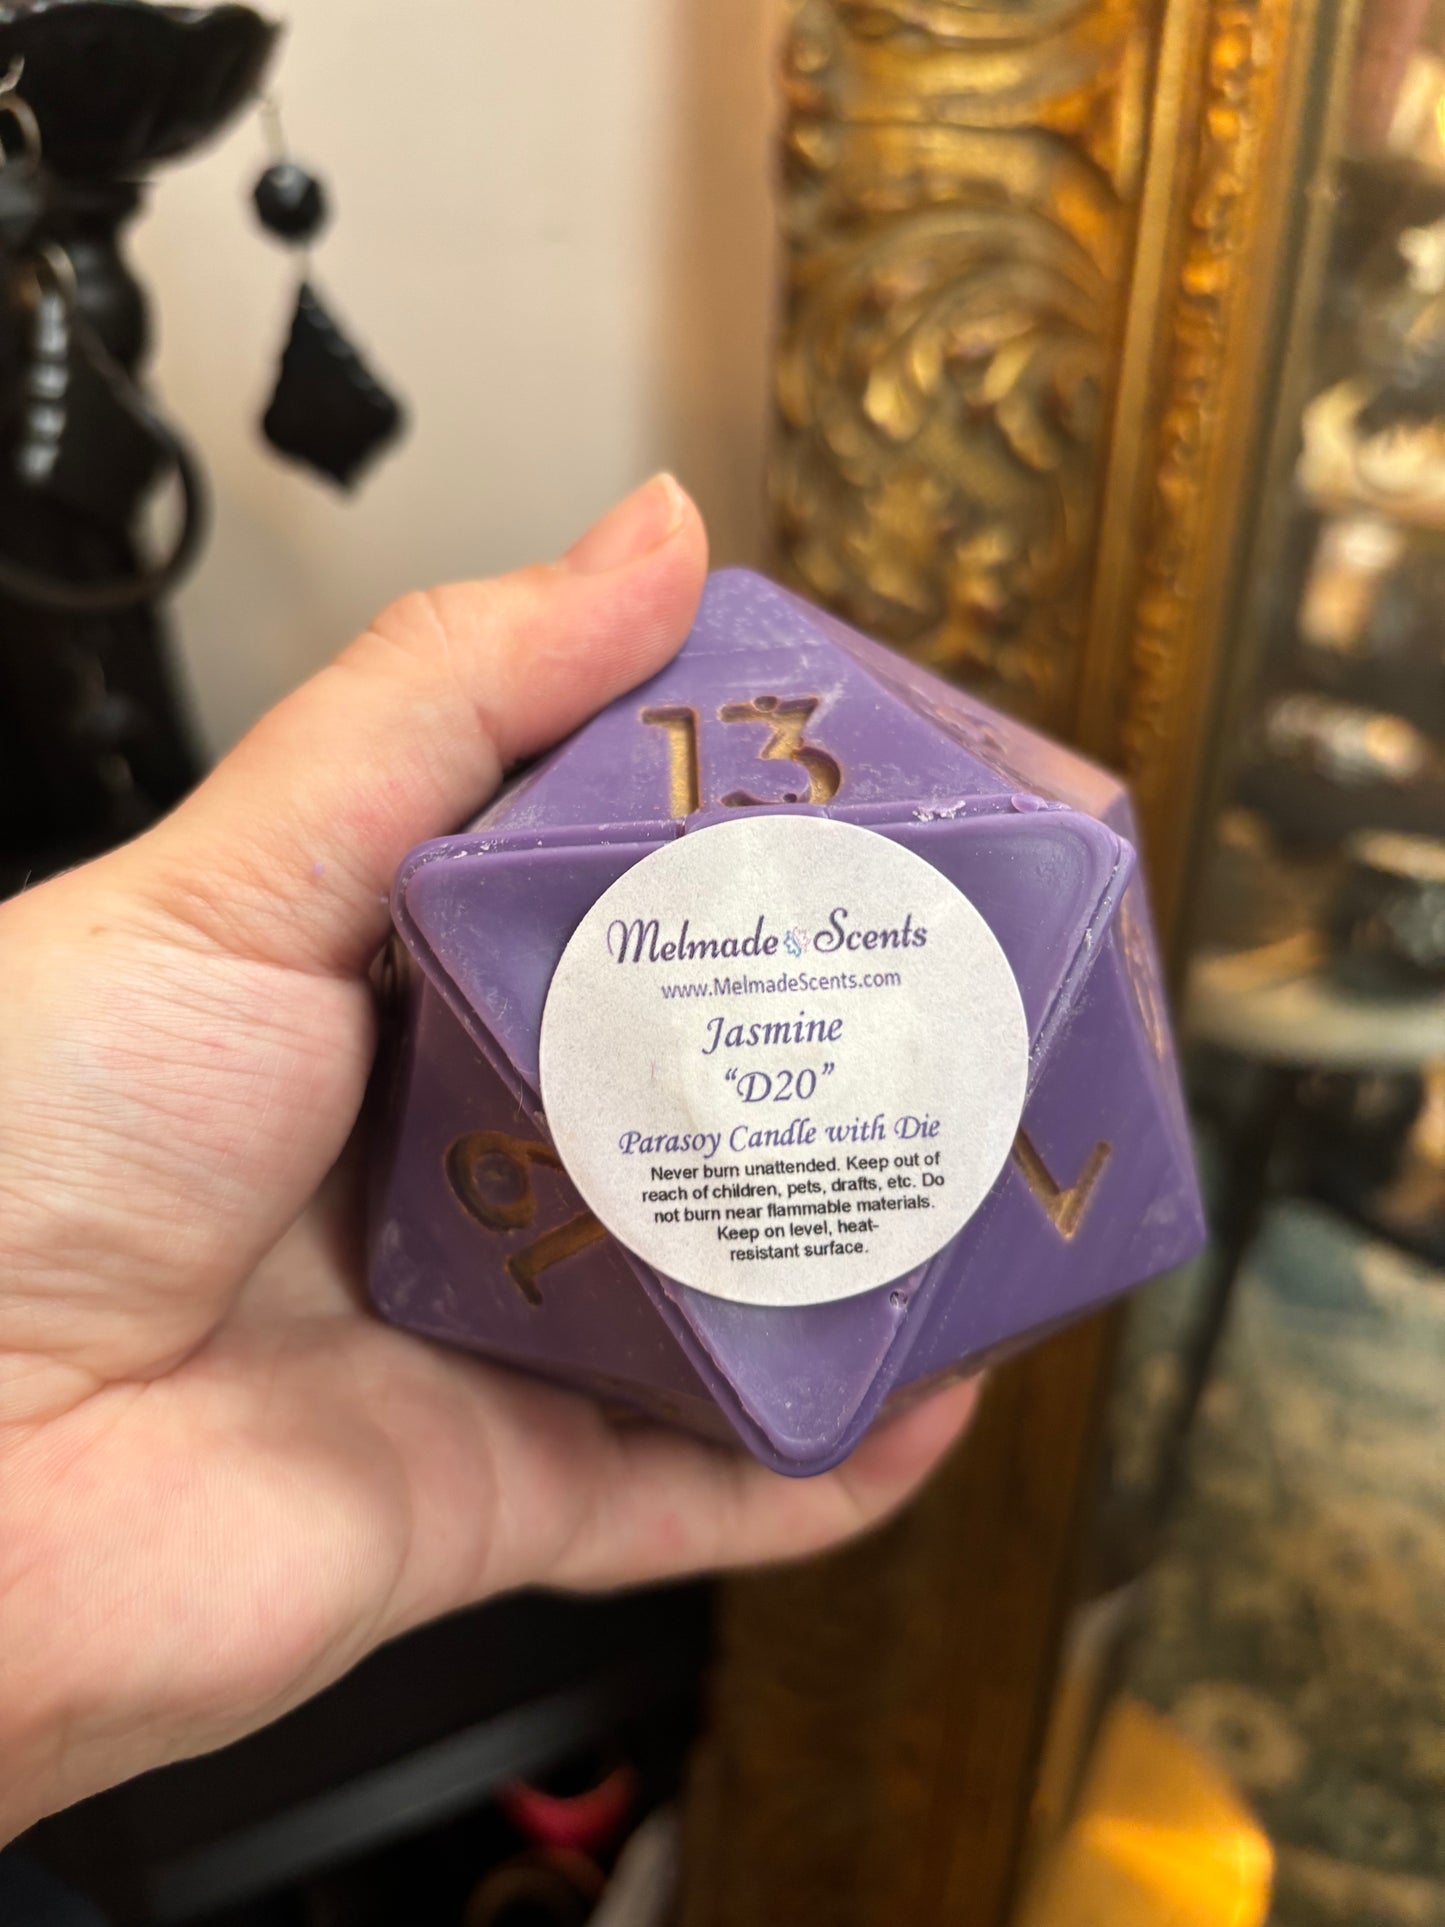 13
Melmade Scents
www.MelmadeScents.com
Jasmine
“D20”
Parasoy Candle with Die
Never burn unattended. Keep out of
reach of children, pets, drafts, etc. Do
not burn near flammable materials.
Keep on level, heat-
resistant surface.